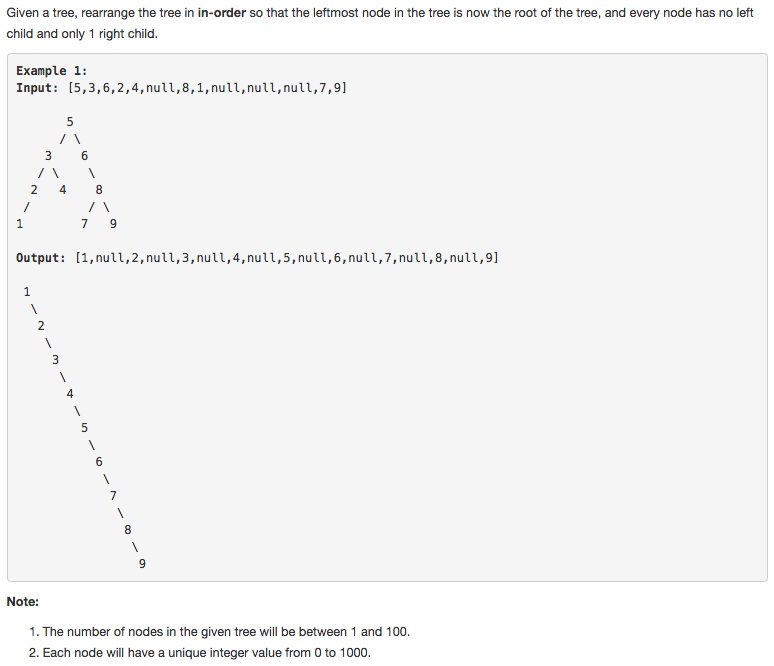 Given a tree, rearrange the tree in in-order so that the leftmost node in the tree is now the root of the tree, and every node has no left
child and only 1 right child.
Example 1:
Input: [5,3,6,2,4,null,8,1,null,null,null,7,9]
5
/ \
3 6
/ \ \
2 4 8
/ / \
1 7 9
Output: [1,null,2,null,3,null,4,null,5,null,6,null,7,null,8,null,9]
1
\
2
\
3
\
4
\
5
\
6
\
7
\
8
\
9
Note:
1. The number of nodes in the given tree will be between 1 and 100.
2. Each node will have a unique integer value from 0 to 1000.